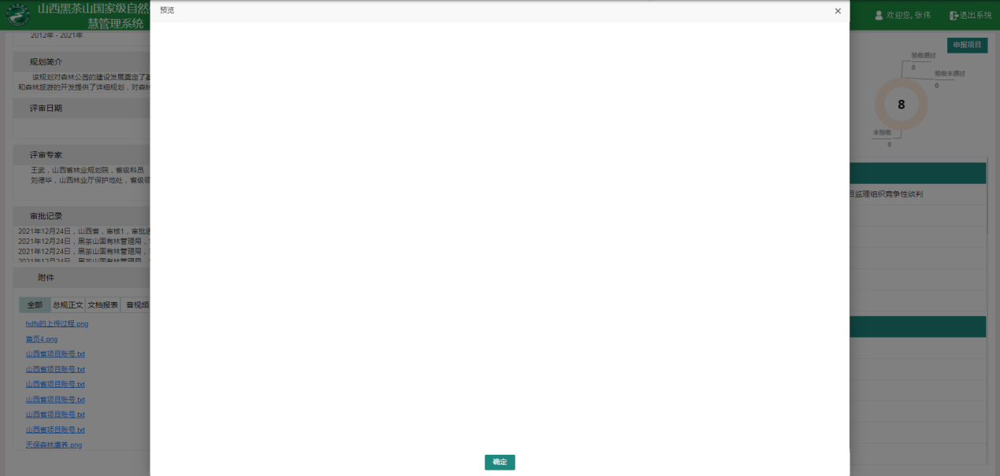 山西黑茶山国家级自然
慧管理系统
预览
×
欢迎您, 张伟
退出系统
2012年 - 2021年
规划简介
该规划对森林公园的建设发展奠定了
和森林旅游的开发提供了详细规划，对森林
评审日期
评审专家
王武，山西省林业规划院，省级科员
刘德华，山西林业厅保护地处，省级领
审批记录
2021年12月24日，山西省，审核1，审批
2021年12月24日，黑茶山国有林管理局，
2021年12月24日，黑茶山国有林管理局，
2021年12月24日，黑茶山国有林管理局，
附件
全部
总规正文
文档报表
音视频
hdfs的上传过程.png
首页4.png
山西省项目账号.txt
山西省项目账号.txt
山西省项目账号.txt
山西省项目账号.txt
山西省项目账号.txt
山西省项目账号.txt
天保森林康养.png
申报项目
验收通过
0
验收未通过
0
8
未验收
8
目监理组织竞争性谈判
确定